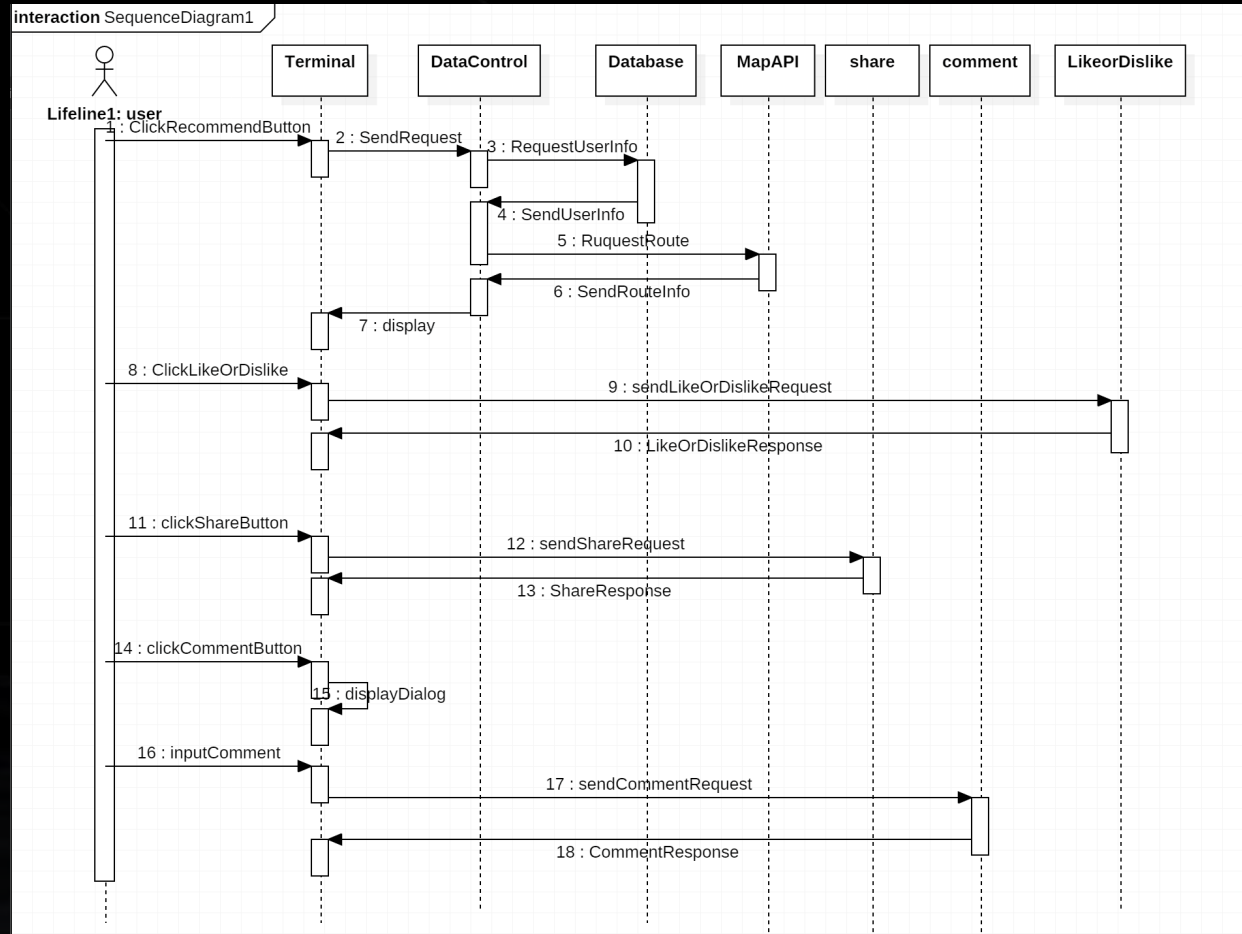 interaction SequenceDiagram1
Terminal
DataControl
Database
MapAPI
share
comment
LikeorDislike
Lifeline1: user
1 : ClickRecommendButton
2 : SendRequest
3 : RequestUserInfo
4 : SendUserInfo
5 : RuquestRoute
6 : SendRouteInfo
7 : display
8 : ClickLikeOrDislike
9 : sendLikeOrDislikeRequest
10 : LikeOrDislikeResponse
11 : clickShareButton
12 : sendShareRequest
13 : ShareResponse
14 : clickCommentButton
15 : displayDialog
16 : inputComment
17 : sendCommentRequest
18 : CommentResponse